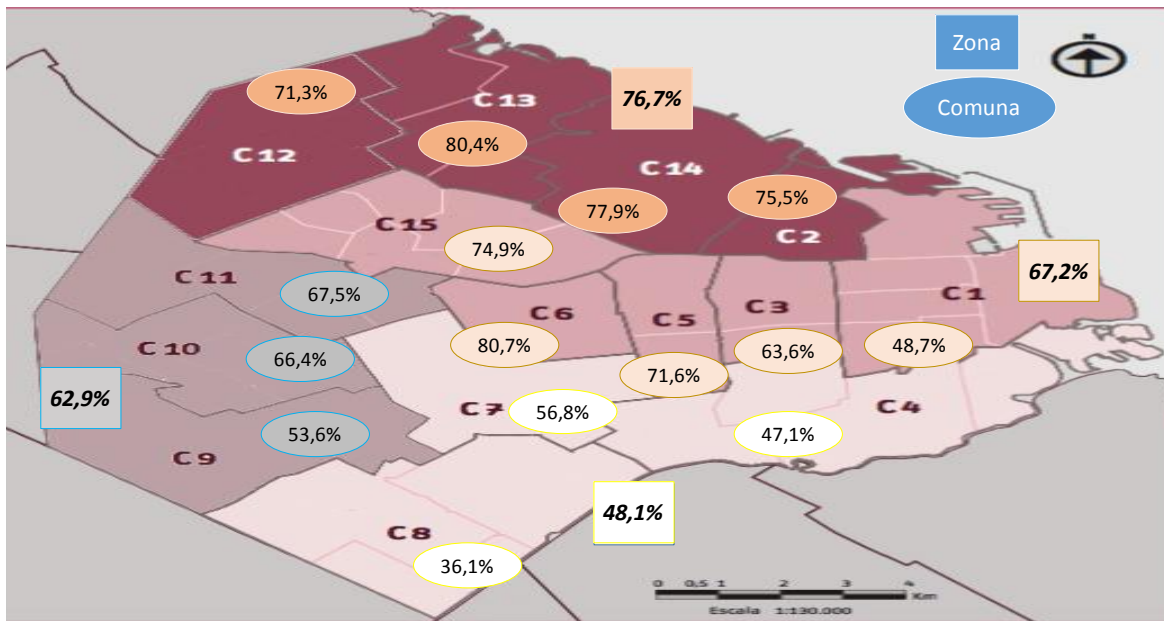 Zona
N
Comuna
71,3%
C 13
76,7%
80,4%
C 12
C 14
75,5%
77,9%
C 2
C 15
74,9%
C 11
67,5%
67,2%
C 1
C 6
C 5
C 3
C 10
66,4%
80,7%
63,6%
48,7%
71,6%
62,9%
C 7
56,8%
C 4
53,6%
47,1%
C 9
48,1%
C 8
36,1%
0 0,5 1 2 3 4
Km
Escala 1:130.000